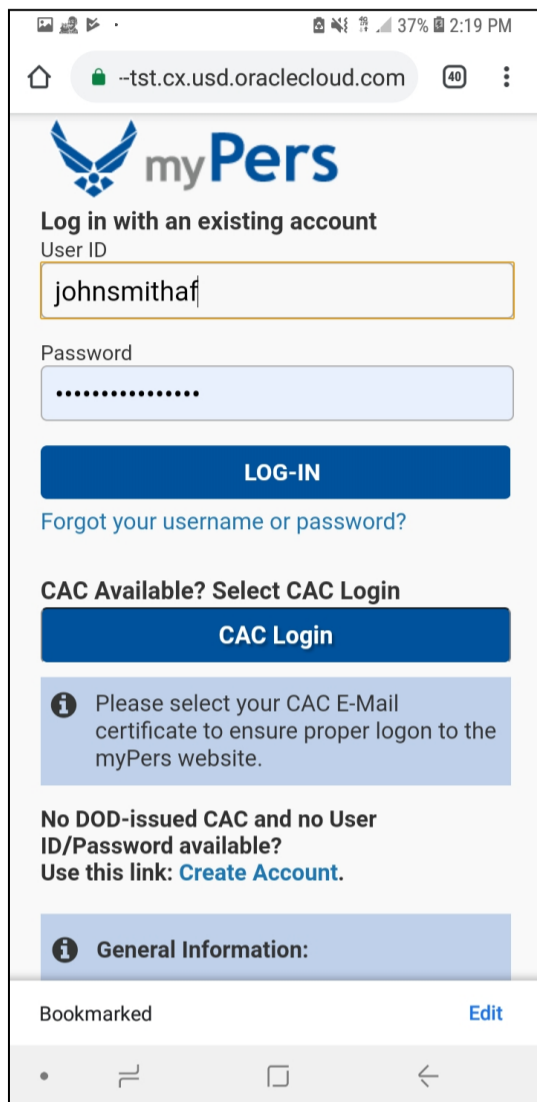 37% 2:19 PM
--tst.cx.usd.oraclecloud.com 40
myPers
Log in with an existing account
User ID
johnsmithaf
Password
••••••••••••••••
LOG-IN
Forgot your username or password?
CAC Available? Select CAC Login
CAC Login
Please select your CAC E-Mail
certificate to ensure proper logon to the
myPers website.
No DOD-issued CAC and no User
ID/Password available?
Use this link: Create Account.
General Information:
Bookmarked Edit